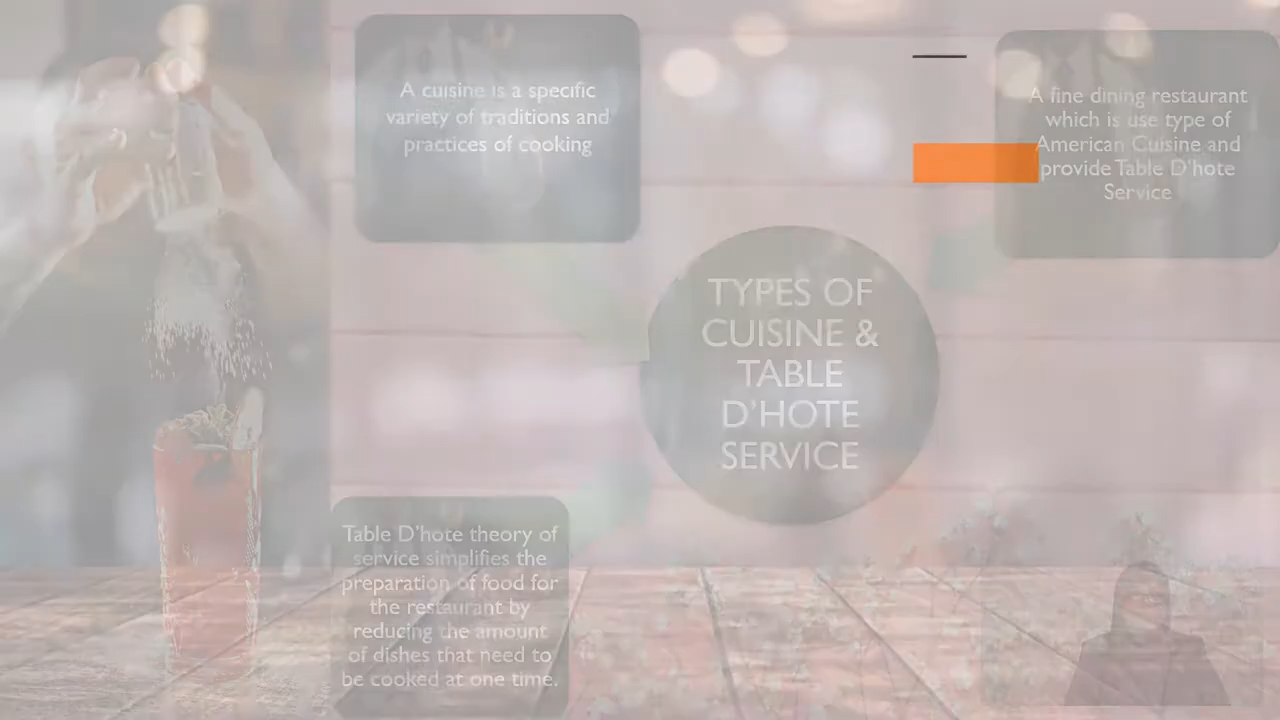 A cuisine is a specific
variety of traditions and
practices of cooking
A fine dining restaurant
which is use type of
American Cuisine and
provide Table D'hote
Service
TYPES OF
CUISINE &
TABLE
D'HOTE
SERVICE
Table D'hote theory of
service simplifies the
preparation of food for
the restaurant by
reducing the amount
of dishes that need to
be cooked at one time.